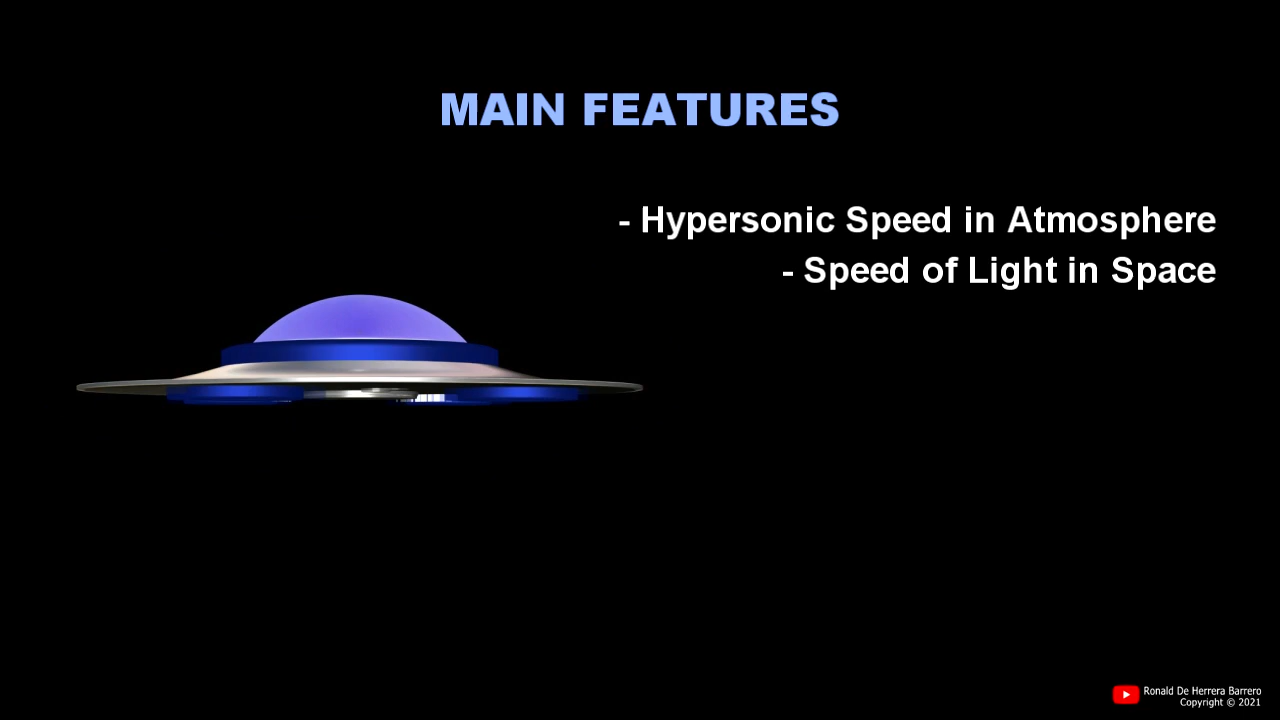 MAIN FEATURES
- Hypersonic Speed in Atmosphere
- Speed of Light in Space
Ronald De Herrera Barrero
Copyright © 2021